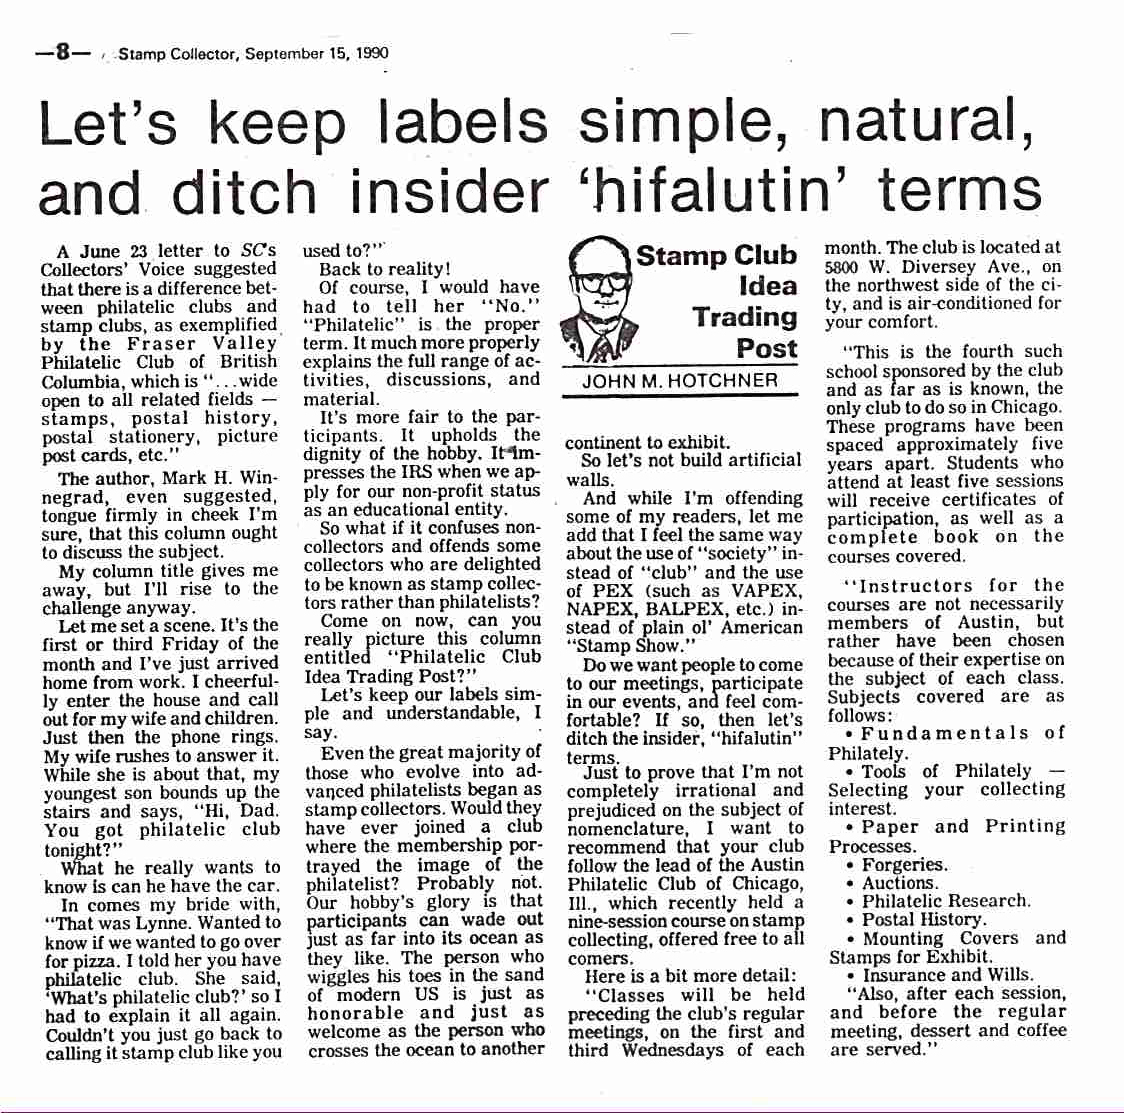 —8— Stamp Collector, September 15, 1990
Let's keep labels simple, natural,
and ditch insider 'hifalutin' terms
A June 23 letter to SC's
Collectors' Voice suggested
that there is a difference bet-
ween philatelic clubs and
stamp clubs, as exemplified
by the Fraser Valley
Philatelic Club of British
Columbia, which is "...wide
open to all related fields —
stamps, postal history,
postal stationery, picture
post cards, etc."
The author, Mark H. Win-
negrad, even suggested,
tongue firmly in cheek I'm
sure, that this column ought
to discuss the subject.
My column title gives me
away, but I'll rise to the
challenge anyway.
Let me set a scene. It's the
first or third Friday of the
month and I've just arrived
home from work. I cheerful-
ly enter the house and call
out for my wife and children.
Just then the phone rings.
My wife rushes to answer it.
While she is about that, my
youngest son bounds up the
stairs and says, "Hi, Dad.
You got philatelic club
tonight?"
What he really wants to
know is can he have the car.
In comes my bride with,
"That was Lynne. Wanted to
know if we wanted to go over
for pizza. I told her you have
philatelic club. She said,
'What's philatelic club?' so I
had to explain it all again.
Couldn't you just go back to
calling it stamp club like you
used to?"
Back to reality!
Of course, I would have
had to tell her "No."
"Philatelic" is the proper
term. It much more properly
explains the full range of ac-
tivities, discussions, and
material.
It's more fair to the par-
ticipants. It upholds the
dignity of the hobby. It im-
presses the IRS when we ap-
ply for our non-profit status
as an educational entity.
So what if it confuses non-
collectors and offends some
collectors who are delighted
to be known as stamp collec-
tors rather than philatelists?
Come on now, can you
really picture this column
entitled "Philatelic Club
Idea Trading Post?"
Let's keep our labels sim-
ple and understandable, I
say.
Even the great majority of
those who evolve into ad-
vanced philatelists began as
stamp collectors. Would they
have ever joined a club
where the membership por-
trayed the image of the
philatelist? Probably not.
Our hobby's glory is that
participants can wade out
just as far into its ocean as
they like. The person who
wiggles his toes in the sand
of modern US is just as
honorable and just as
welcome as the person who
crosses the ocean to another
Stamp Club
Idea
Trading
Post
JOHN M. HOTCHNER
continent to exhibit.
So let's not build artificial
walls.
And while I'm offending
some of my readers, let me
add that I feel the same way
about the use of "society" in-
stead of "club" and the use
of PEX (such as VAPEX,
NAPEX, BALPEX, etc.) in-
stead of plain ol' American
"Stamp Show."
Do we want people to come
to our meetings, participate
in our events, and feel com-
fortable? If so, then let's
ditch the insider, "hifalutin"
terms.
Just to prove that I'm not
completely irrational and
prejudiced on the subject of
nomenclature, I want to
recommend that your club
follow the lead of the Austin
Philatelic Club of Chicago,
Ill., which recently held a
nine-session course on stamp
collecting, offered free to all
comers.
Here is a bit more detail:
"Classes will be held
preceding the club's regular
meetings, on the first and
third Wednesdays of each
month. The club is located at
5800 W. Diversey Ave., on
the northwest side of the ci-
ty, and is air-conditioned for
your comfort.
"This is the fourth such
school sponsored by the club
and as far as is known, the
only club to do so in Chicago.
These programs have been
spaced approximately five
years apart. Students who
attend at least five sessions
will receive certificates of
participation, as well as a
complete book on the
courses covered.
"Instructors for the
courses are not necessarily
members of Austin, but
rather have been chosen
because of their expertise on
the subject of each class.
Subjects covered are as
follows:
• Fundamentals of
Philately.
• Tools of Philately —
Selecting your collecting
interest.
• Paper and Printing
Processes.
• Forgeries.
• Auctions.
• Philatelic Research.
• Postal History.
• Mounting Covers and
Stamps for Exhibit.
• Insurance and Wills.
"Also, after each session,
and before the regular
meeting, dessert and coffee
are served."